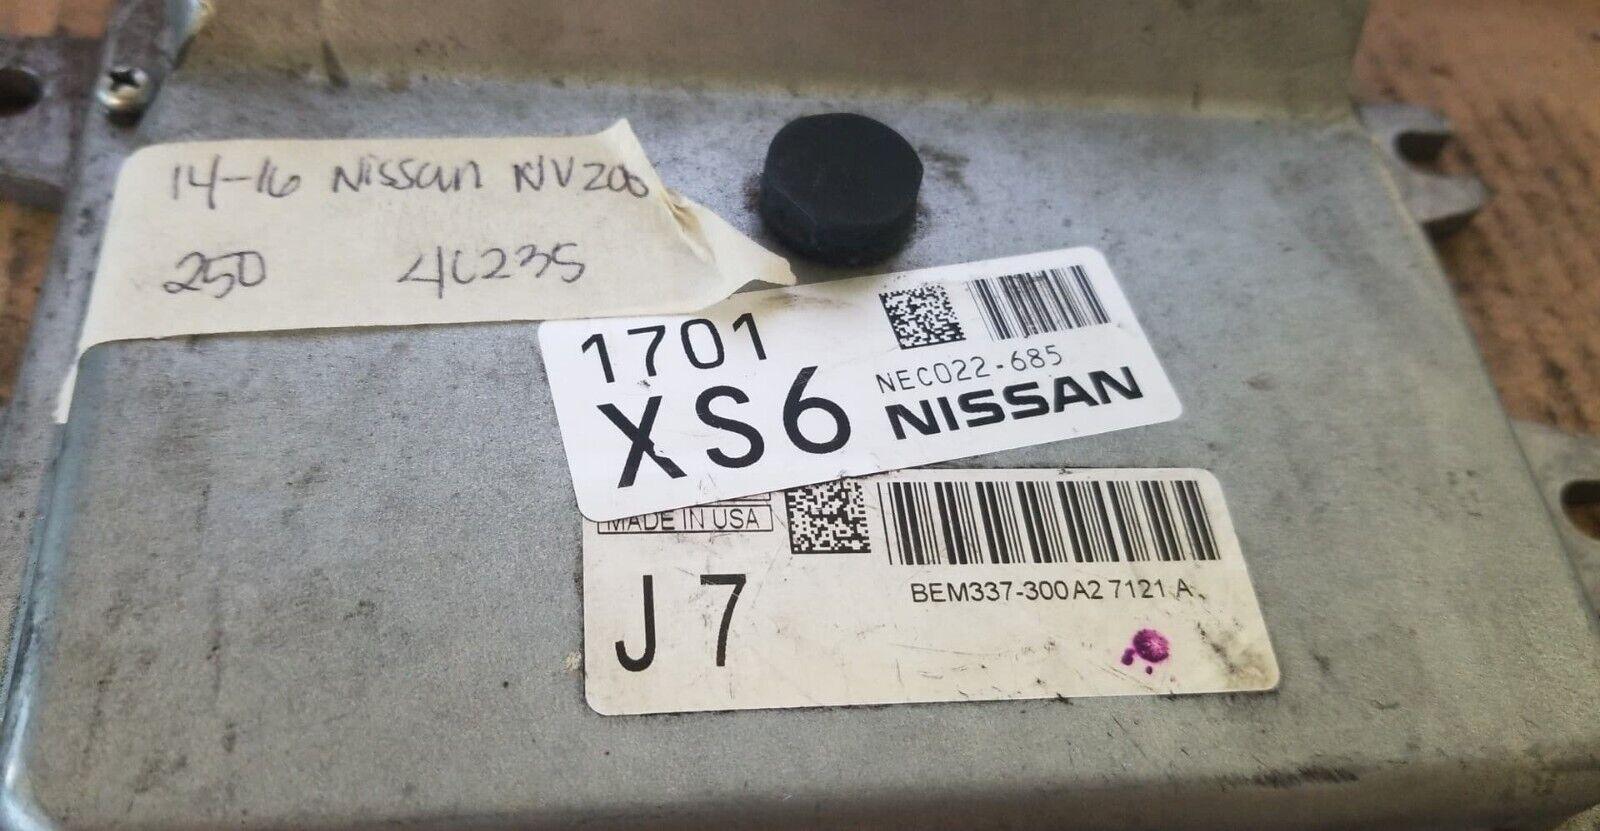 14-16 Nissan NV200
250 4C235
1701
XS6
NEC022-685
NISSAN
MADE IN USA
J7
BEM337-300 A2 7121 A